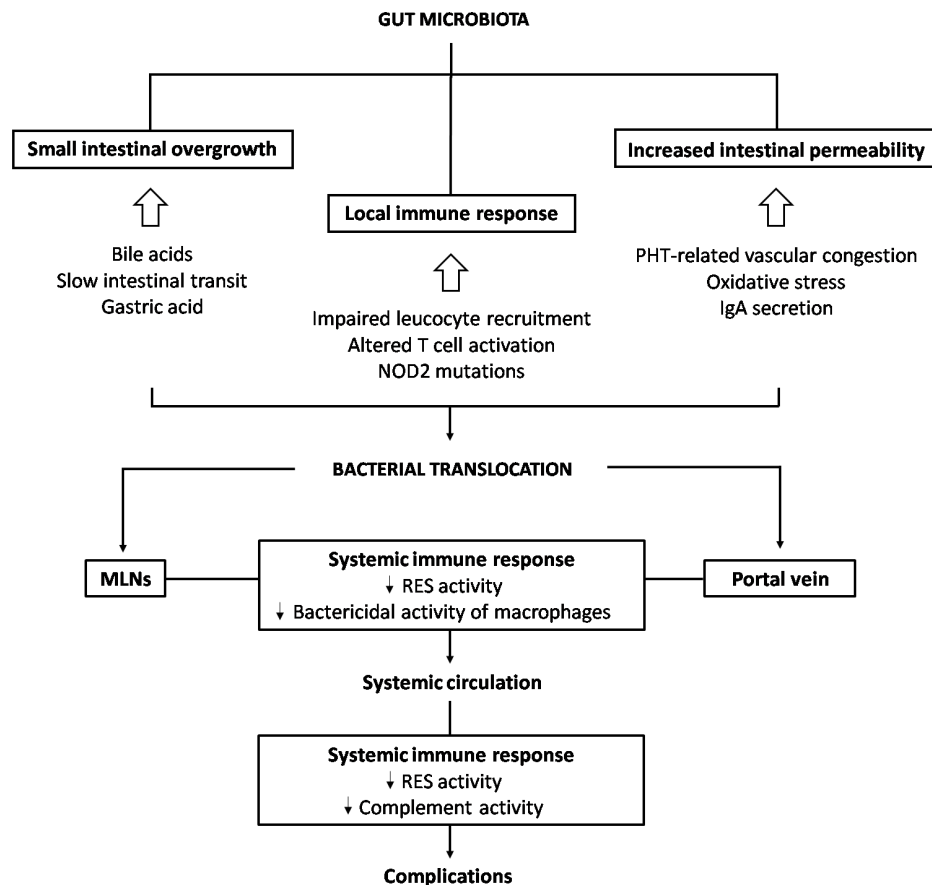 GUT MICROBIOTA
Small intestinal overgrowth
Bile acids
Slow intestinal transit
Gastric acid
Local immune response
Impaired leucocyte recruitment
Altered T cell activation
NOD2 mutations
Increased intestinal permeability
PHT-related vascular congestion
Oxidative stress
IgA secretion
BACTERIAL TRANSLOCATION
MLNs
Systemic immune response
↓ RES activity
↓ Bactericidal activity of macrophages
Portal vein
Systemic circulation
Systemic immune response
↓ RES activity
↓ Complement activity
Complications